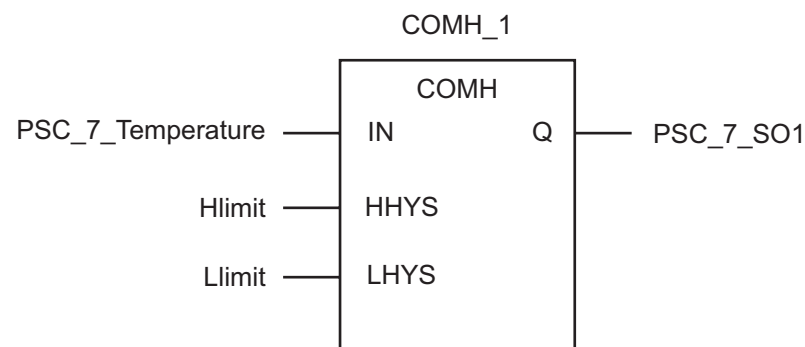 COMH_1
COMH
PSC_7_Temperature IN Q PSC_7_SO1
Hlimit HHYS
Llimit LHYS